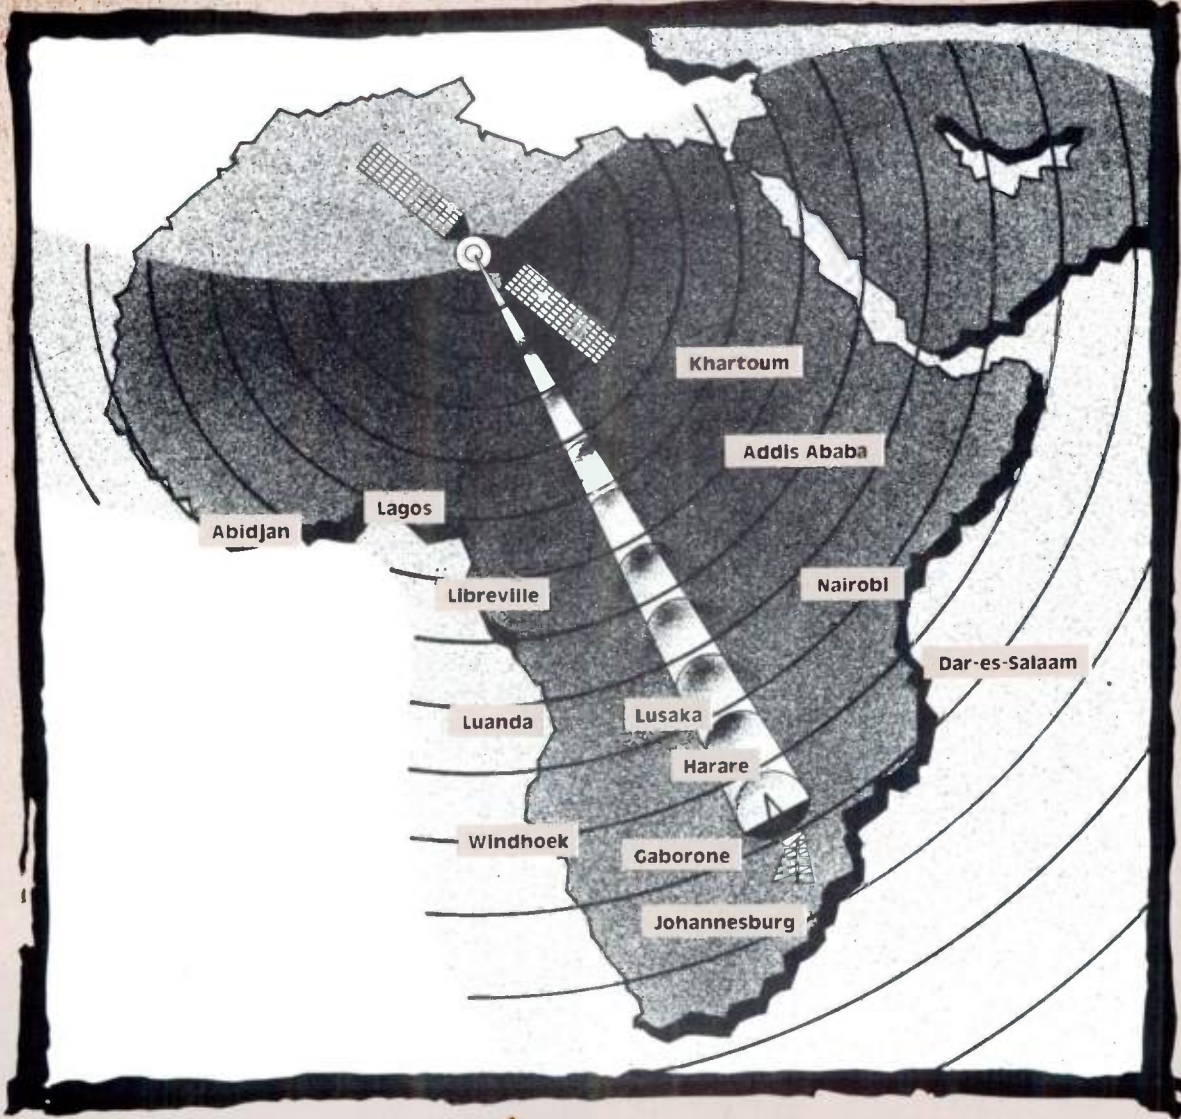 Khartoum
Addis Ababa
Lagos
Abidjan
Nairobi
Libreville
Dar-es-Salaam
Lusaka
Luanda
Harare
Windhoek
Gaborone
Johannesburg